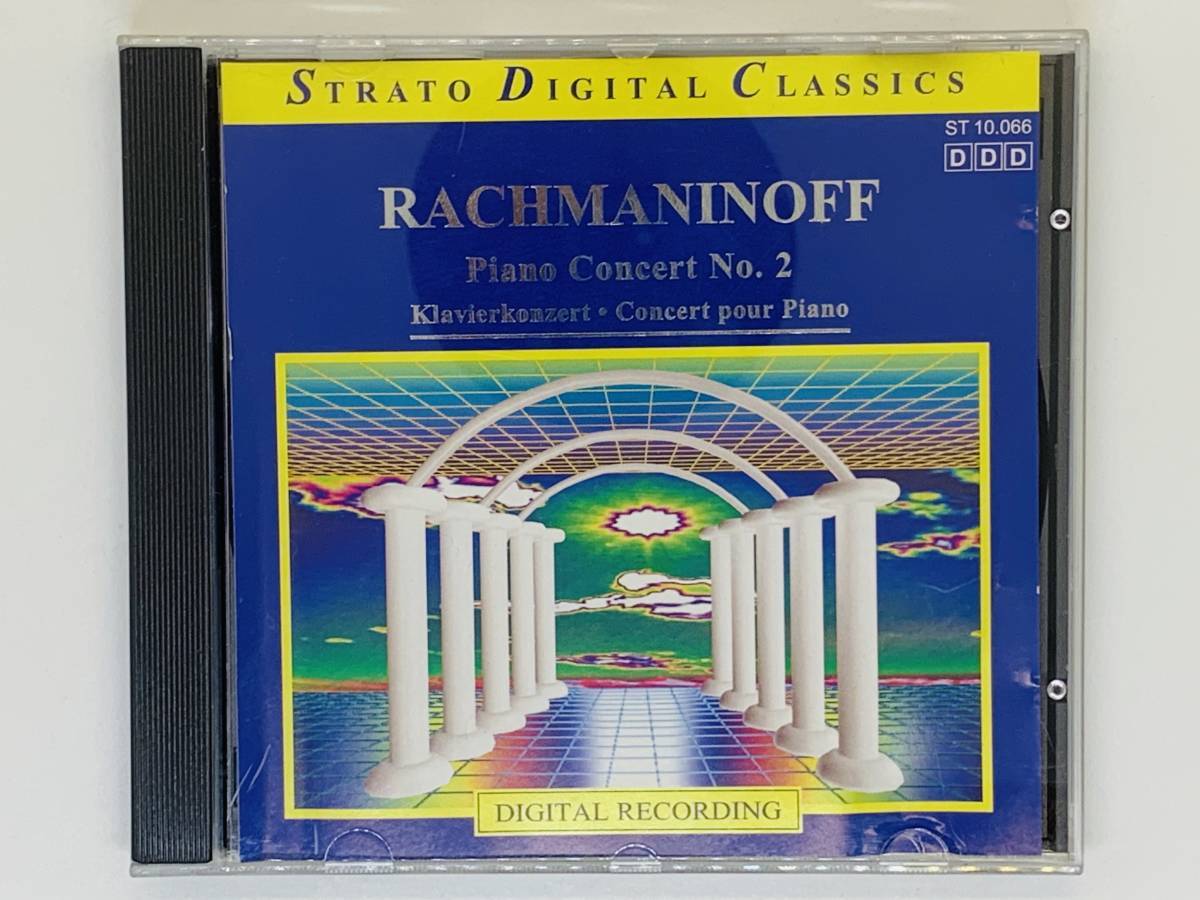 STRATO DIGITAL CLASSICS
ST 10.066
DDD
RACHMANINOFF
Piano Concert No. 2
Klavierkonzert • Concert pour Piano
DIGITAL RECORDING